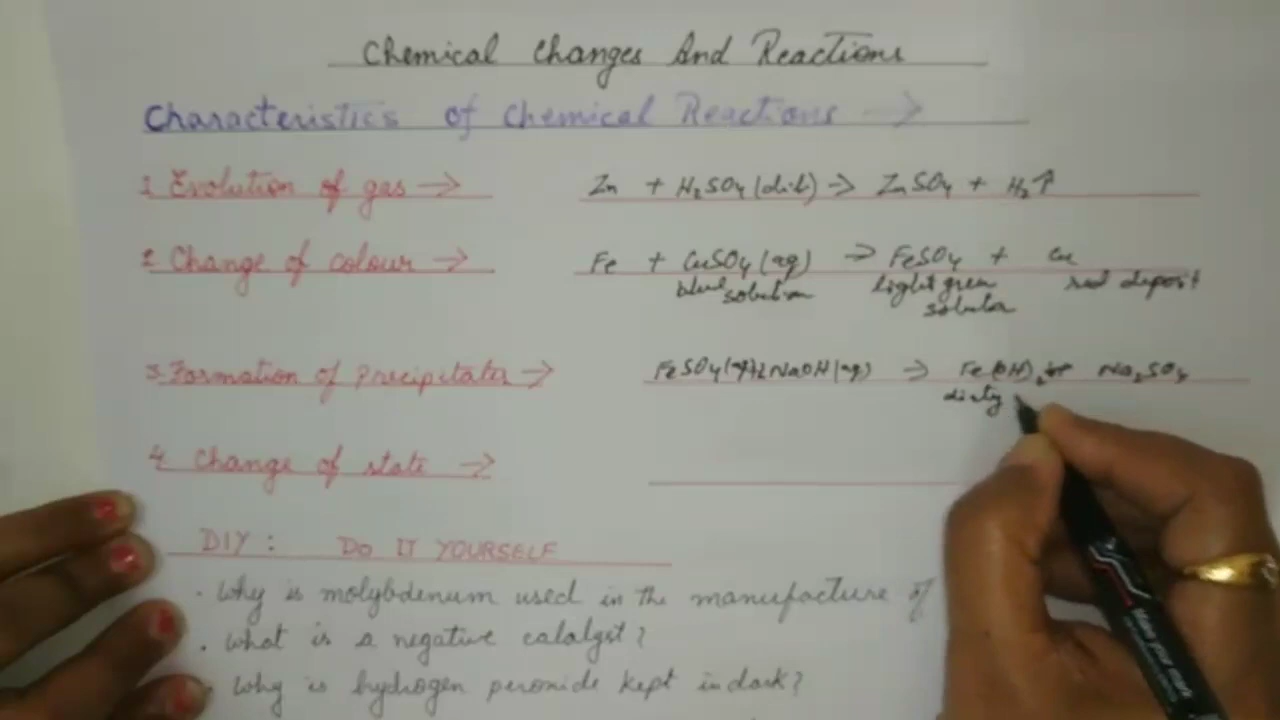 Chemical Changes And Reactions
Characteristics of Chemical Reactions →
1. Evolution of gas → Zn + H₂SO₄ (dil) → ZnSO₄ + H₂↑
2. Change of colour → Fe + CuSO₄ (aq) → FeSO₄ + Cu
blue solution light green solution red deposit
3. Formation of Precipitate → FeSO₄(aq)+2NaOH(aq) → Fe(OH)₂ Na₂SO₄
dirty
4. Change of state →
DIY : DO IT YOURSELF
. Why is molybdenum used in the manufacture of
. What is a negative catalyst?
. Why is hydrogen peroxide kept in dark?